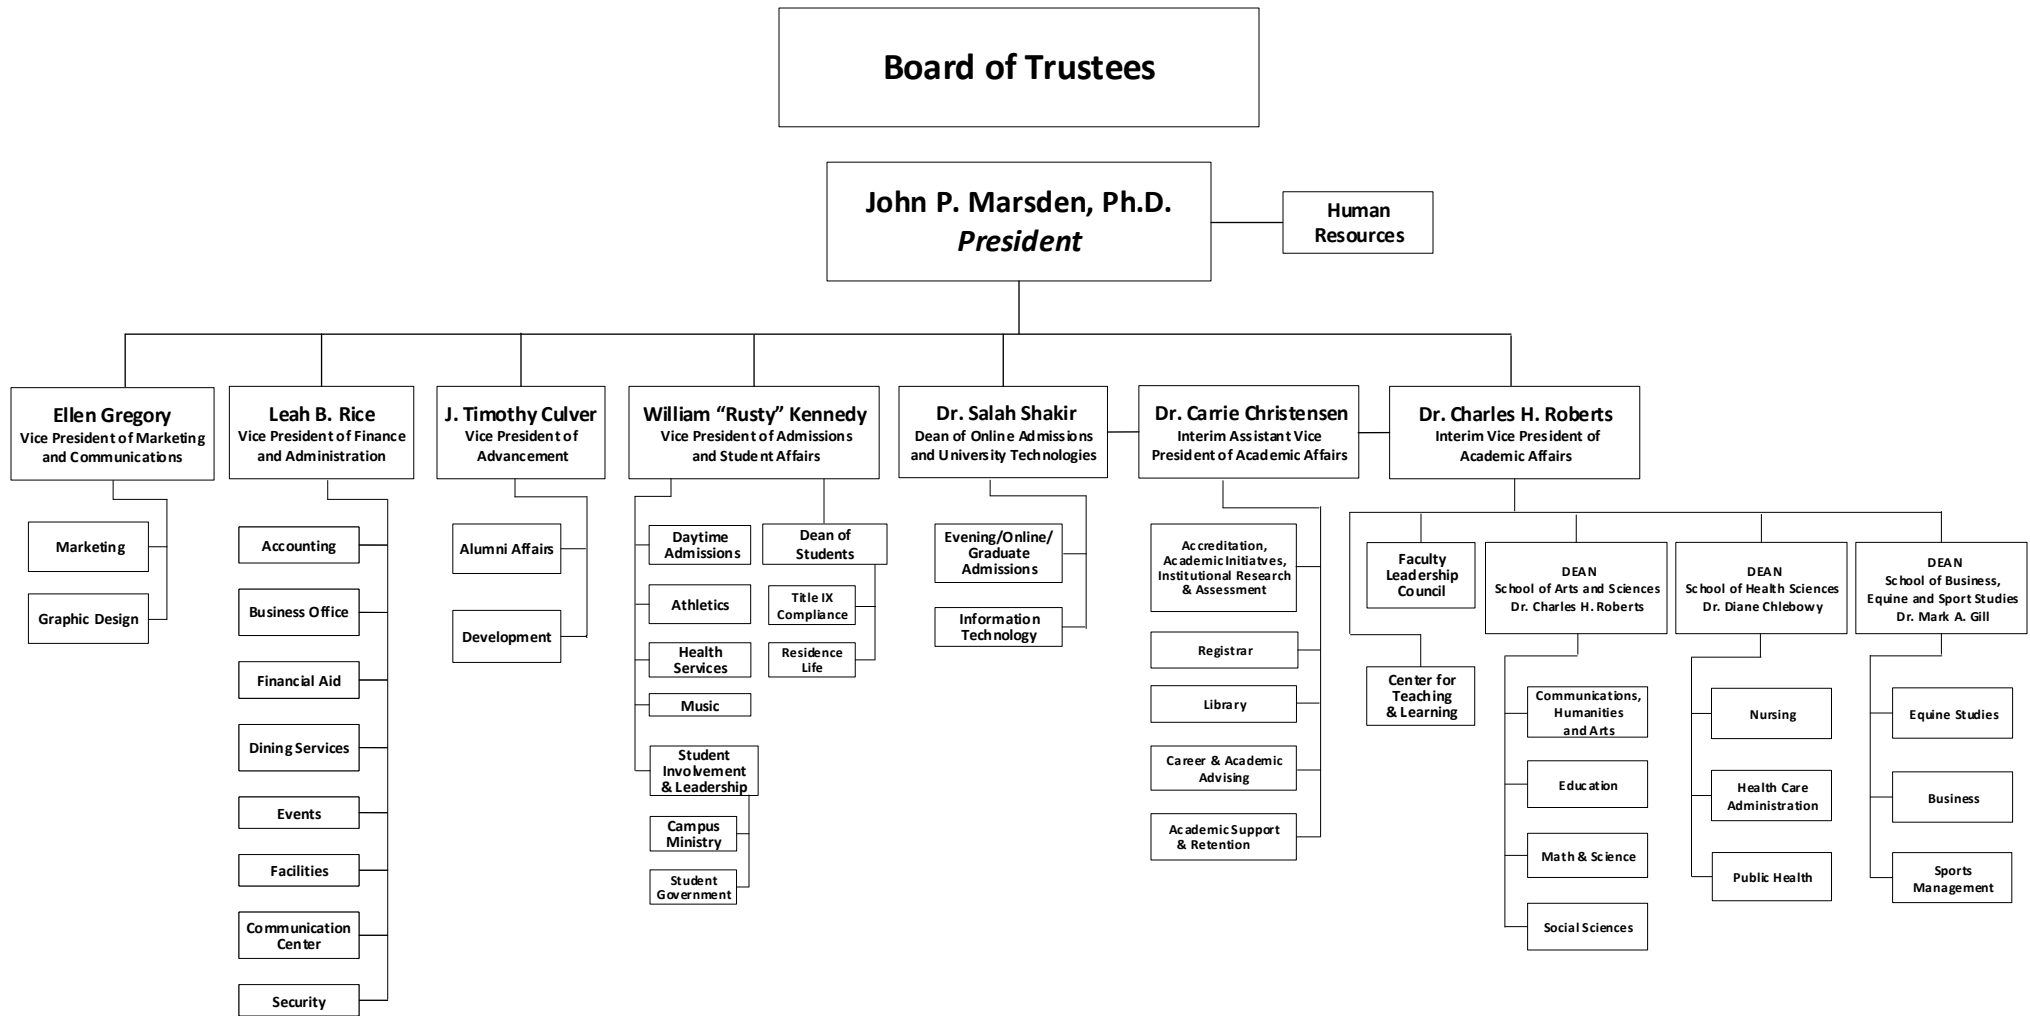 Board of Trustees
John P. Marsden, Ph.D.
President
Human
Resources
Ellen Gregory
Vice President of Marketing
and Communications
Leah B. Rice
Vice President of Finance
and Administration
J. Timothy Culver
Vice President of
Advancement
William “Rusty” Kennedy
Vice President of Admissions
and Student Affairs
Dr. Salah Shakir
Dean of Online Admissions
and University Technologies
Dr. Carrie Christensen
Interim Assistant Vice
President of Academic Affairs
Dr. Charles H. Roberts
Interim Vice President of
Academic Affairs
Marketing
Graphic Design
Accounting
Business Office
Financial Aid
Dining Services
Events
Facilities
Communication
Center
Security
Alumni Affairs
Development
Daytime
Admissions
Athletics
Health
Services
Music
Student
Involvement
& Leadership
Campus
Ministry
Student
Government
Dean of
Students
Title IX
Compliance
Residence
Life
Evening/Online/
Graduate
Admissions
Information
Technology
Accreditation,
Academic Initiatves,
Institutional Research
& Assessment
Registrar
Library
Career & Academic
Advising
Academic Support
& Retention
Faculty
Leadership
Council
Center for
Teaching
& Learning
DEAN
School of Arts and Sciences
Dr. Charles H. Roberts
Communications,
Humanities
and Arts
Education
Math & Science
Social Sciences
DEAN
School of Health Sciences
Dr. Diane Chlebowy
Nursing
Health Care
Administration
Public Health
DEAN
School of Business,
Equine and Sport Studies
Dr. Mark A. Gill
Equine Studies
Business
Sports
Management